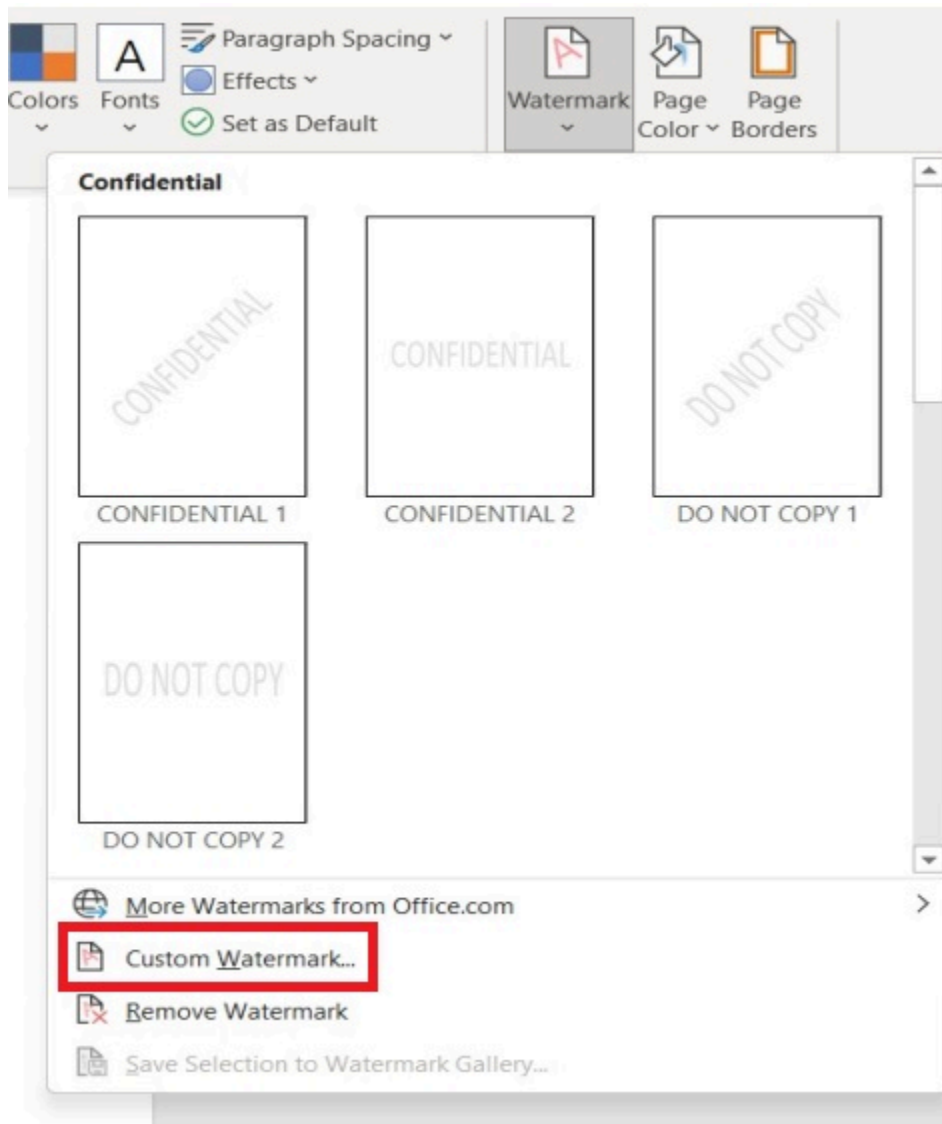 Paragraph Spacing
Effects
Set as Default
Colors
Fonts
Watermark
Page Color
Page Borders
Confidential
CONFIDENTIAL
CONFIDENTIAL
DO NOT COPY
CONFIDENTIAL 1
CONFIDENTIAL 2
DO NOT COPY 1
DO NOT COPY
DO NOT COPY 2
More Watermarks from Office.com
Custom Watermark...
Remove Watermark
Save Selection to Watermark Gallery...